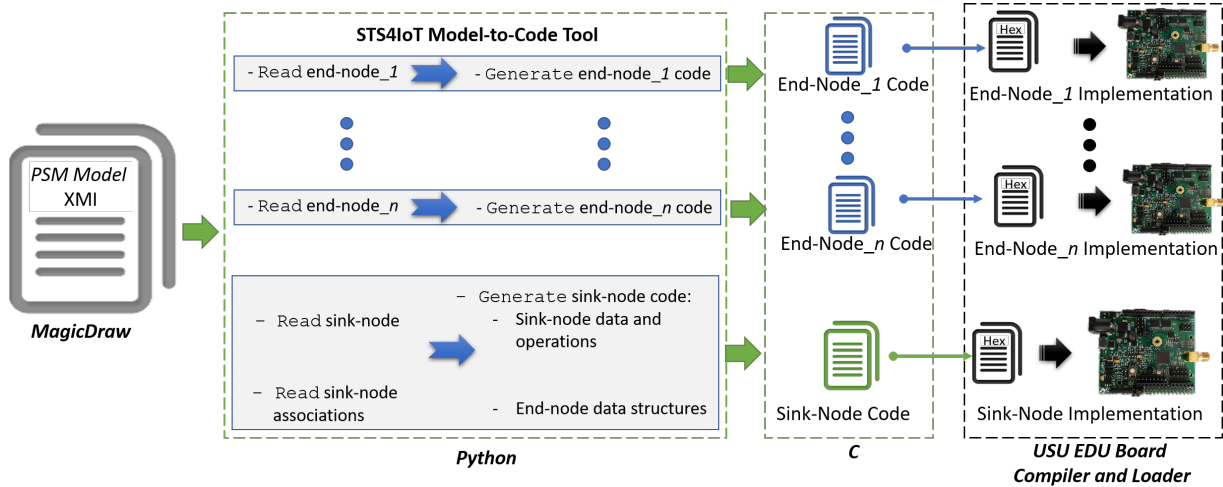 STS4IoT Model-to-Code Tool
- Read end-node_1
- Generate end-node_1 code
- Read end-node_n
- Generate end-node_n code
– Read sink-node
– Read sink-node
associations
– Generate sink-node code:
- Sink-node data and
operations
- End-node data structures
Python
PSM Model
XMI
MagicDraw
End-Node_1 Code
End-Node_n Code
Sink-Node Code
C
Hex
End-Node_1 Implementation
Hex
End-Node_n Implementation
Hex
Sink-Node Implementation
USU EDU Board
Compiler and Loader